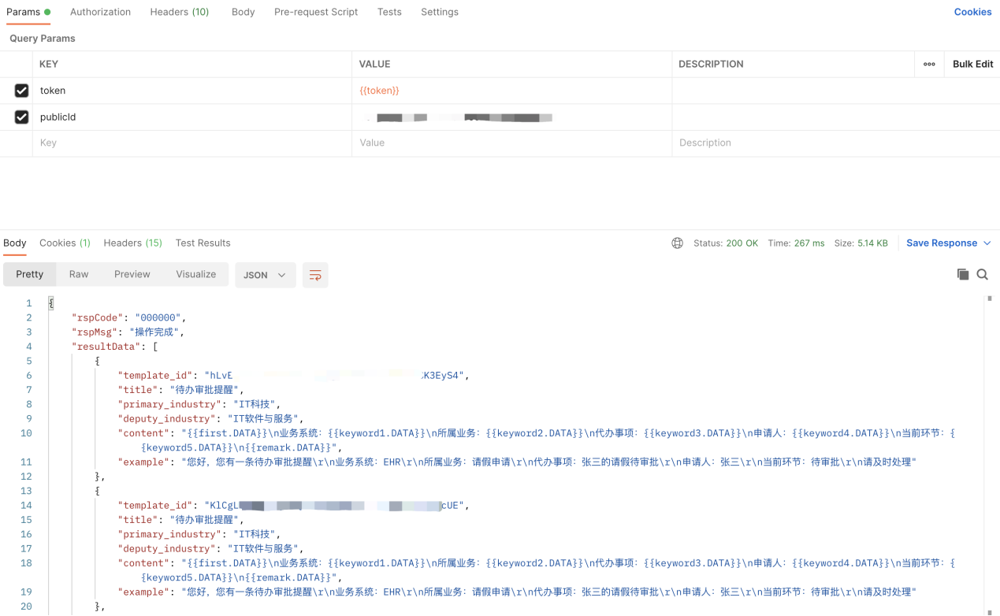 Params Authorization Headers (10) Body Pre-request Script Tests Settings Cookies
Query Params
KEY VALUE DESCRIPTION ooo Bulk Edit
token {{token}}
publicId
Key Value Description
Body Cookies (1) Headers (15) Test Results Status: 200 OK Time: 267 ms Size: 5.14 KB Save Response
Pretty Raw Preview Visualize JSON
1 {
2 "rspCode": "000000",
3 "rspMsg": "操作完成",
4 "resultData": [
5 {
6 "template_id": "hLvE K3EyS4",
7 "title": "待办审批提醒",
8 "primary_industry": "IT科技",
9 "deputy_industry": "IT软件与服务",
10 "content": "{{first.DATA}}\n业务系统: {{keyword1.DATA}}\n所属业务: {{keyword2.DATA}}\n代办事项: {{keyword3.DATA}}\n申请人: {{keyword4.DATA}}\n当前环节: {
{keyword5.DATA}}\n{{remark.DATA}}",
11 "example": "您好, 您有一条待办审批提醒\r\n业务系统: EHR\r\n所属业务: 请假申请\r\n代办事项: 张三的请假待审批\r\n申请人: 张三\r\n当前环节: 待审批\r\n请及时处理"
12 },
13 {
14 "template_id": "KlCgL cUE",
15 "title": "待办审批提醒",
16 "primary_industry": "IT科技",
17 "deputy_industry": "IT软件与服务",
18 "content": "{{first.DATA}}\n业务系统: {{keyword1.DATA}}\n所属业务: {{keyword2.DATA}}\n代办事项: {{keyword3.DATA}}\n申请人: {{keyword4.DATA}}\n当前环节: {
{keyword5.DATA}}\n{{remark.DATA}}",
19 "example": "您好, 您有一条待办审批提醒\r\n业务系统: EHR\r\n所属业务: 请假申请\r\n代办事项: 张三的请假待审批\r\n申请人: 张三\r\n当前环节: 待审批\r\n请及时处理"
20 },